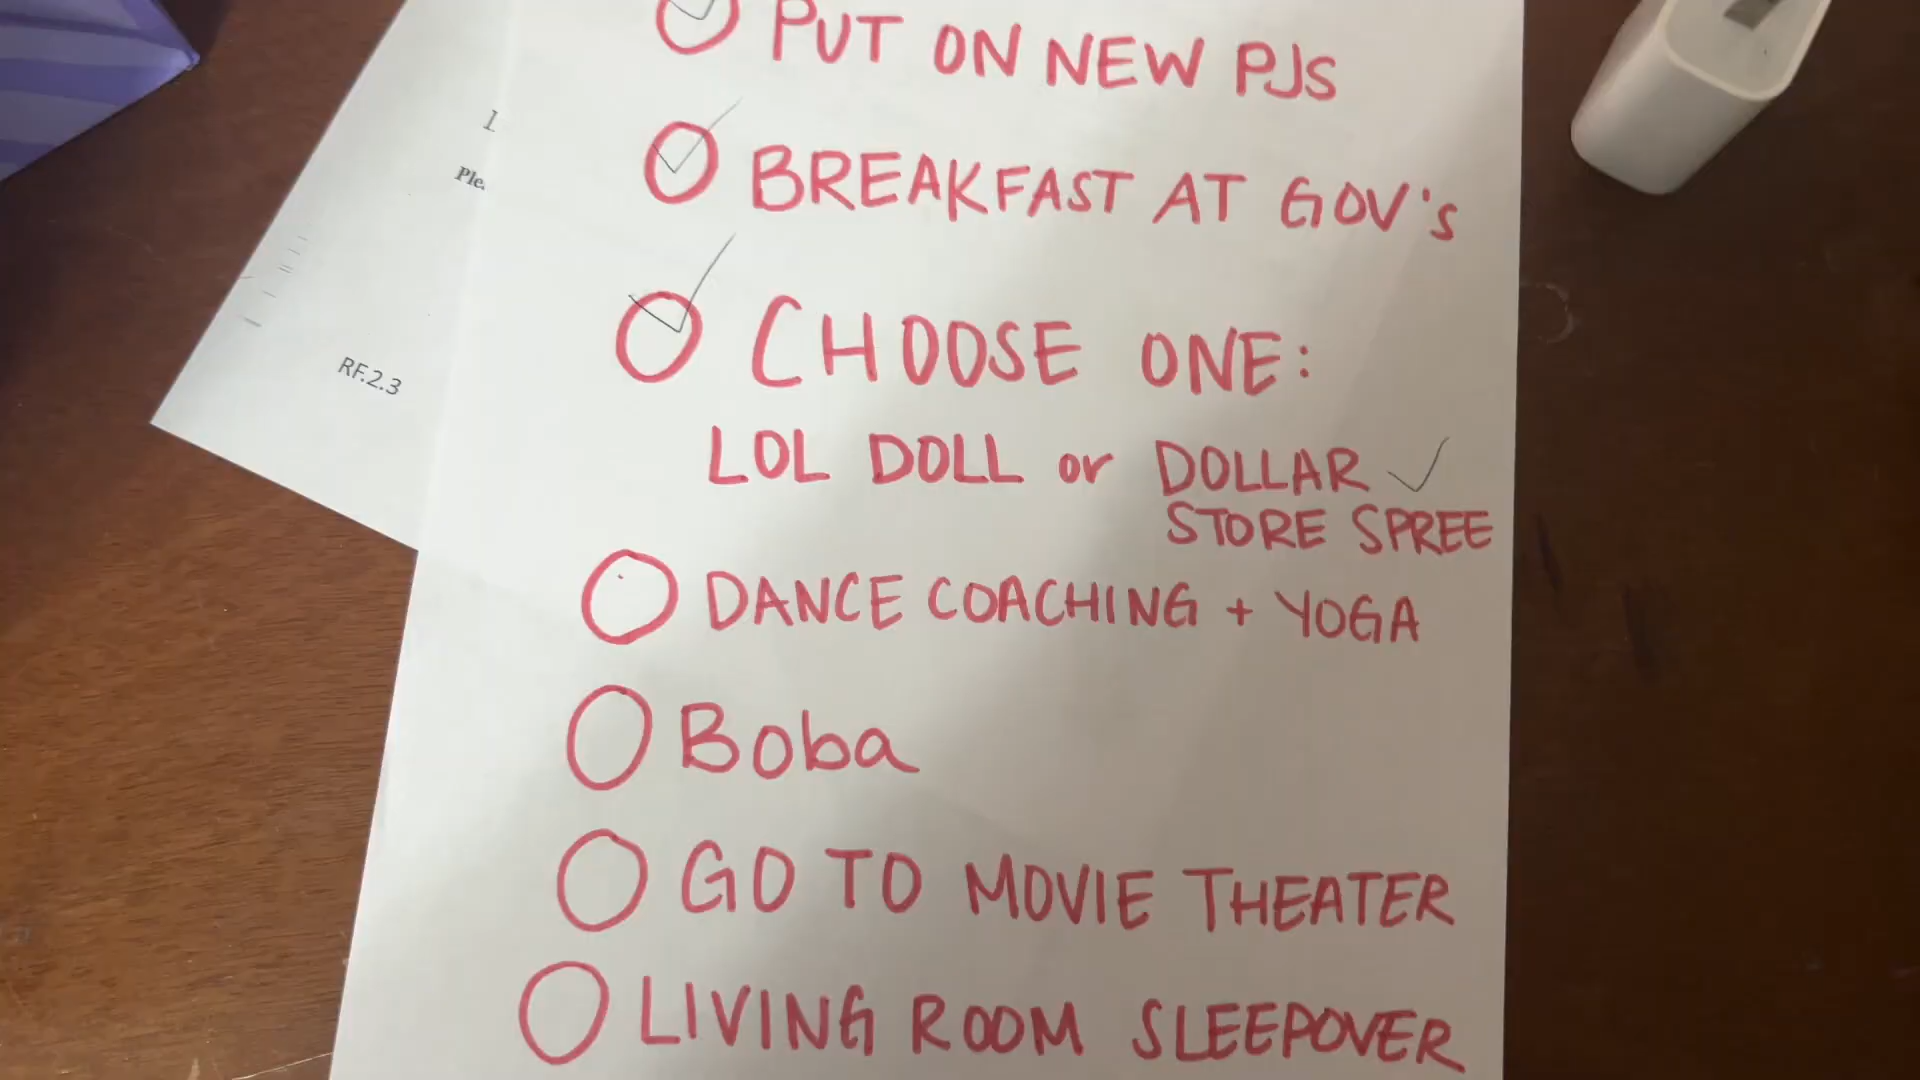 PUT ON NEW PJS
BREAKFAST AT GOV'S
CHOOSE ONE:
LOL DOLL or DOLLAR
STORE SPREE
DANCE COACHING + YOGA
Boba
GO TO MOVIE THEATER
LIVING ROOM SLEEPOVER
1
RF.2.3